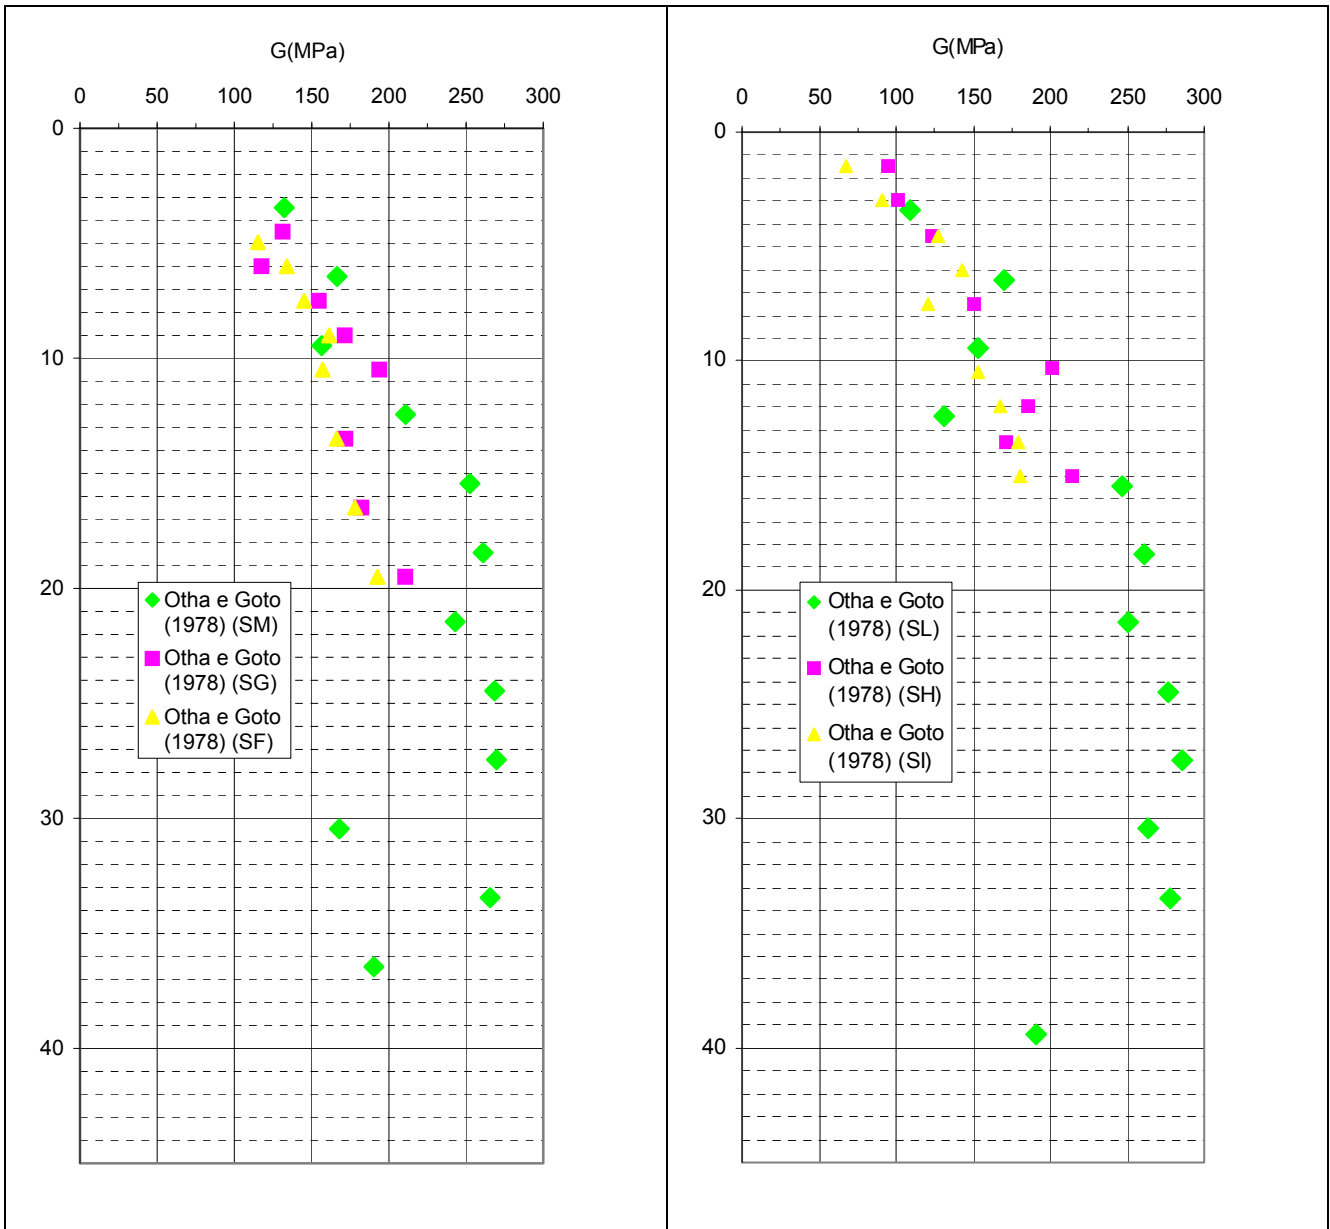 G(MPa)
0 50 100 150 200 250 300
0
10
20
30
40
Otha e Goto
(1978) (SM)
Otha e Goto
(1978) (SG)
Otha e Goto
(1978) (SF)
G(MPa)
0 50 100 150 200 250 300
0
10
20
30
40
Otha e Goto
(1978) (SL)
Otha e Goto
(1978) (SH)
Otha e Goto
(1978) (SI)